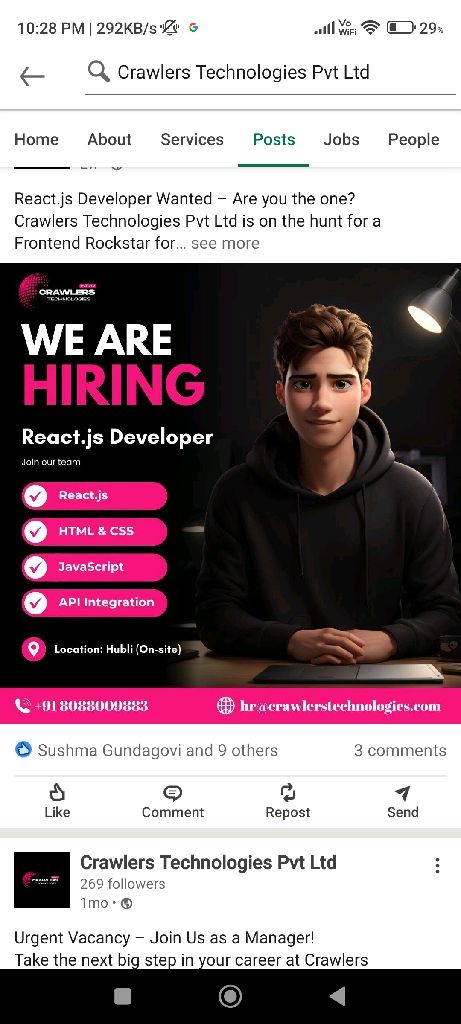 10:28 PM | 292KB/s
Vo
WiFi
29%
Crawlers Technologies Pvt Ltd
Home About Services Posts Jobs People
React.js Developer Wanted – Are you the one?
Crawlers Technologies Pvt Ltd is on the hunt for a
Frontend Rockstar for... see more
CRAWLERS
TECHNOLOGIES
WE ARE
HIRING
React.js Developer
Join our team
React.js
HTML & CSS
JavaScript
API Integration
Location: Hubli (On-site)
+91 8088009883 hr@crawlerstechnologies.com
Sushma Gundagovi and 9 others 3 comments
Like Comment Repost Send
Crawlers Technologies Pvt Ltd
269 followers
1mo •
Urgent Vacancy – Join Us as a Manager!
Take the next big step in your career at Crawlers